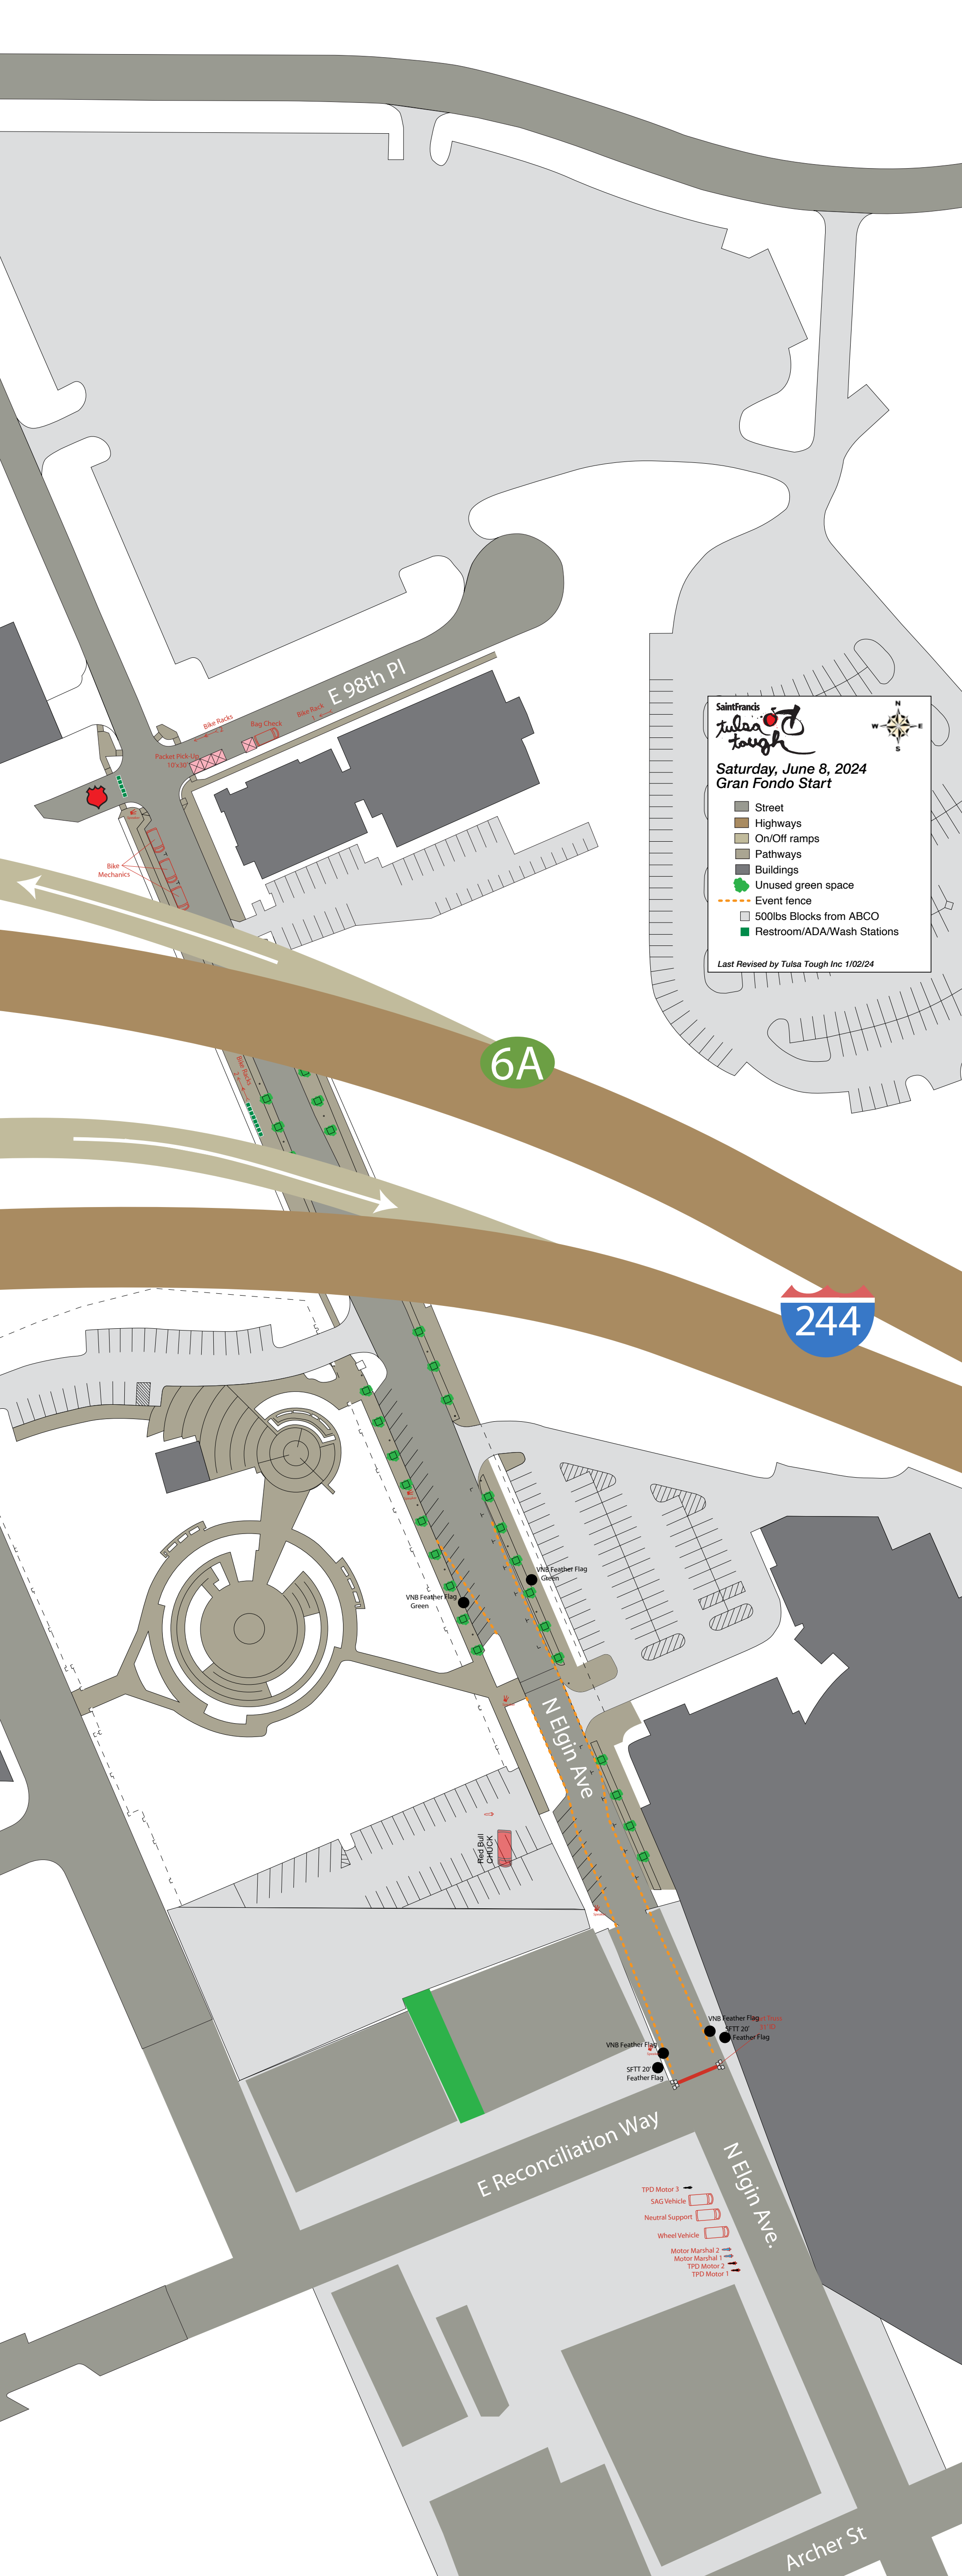 E 98th Pl
Bike Rack
Bike Racks
Bag Check
Packet Pick-Up
10'x30'
Bike
Mechanics
SaintFrancis
tulsa
tough
N
W
E
S
Saturday, June 8, 2024
Gran Fondo Start
Street
Highways
On/Off ramps
Pathways
Buildings
Unused green space
Event fence
500lbs Blocks from ABCO
Restroom/ADA/Wash Stations
Last Revised by Tulsa Tough Inc 1/02/24
6A
Bike Racks
244
VNB Feather Flag
Green
VNB Feather Flag
Green
N Elgin Ave
Red Bull
CHUCK
VNB Feather Flag
SFTT 20'
Feather Flag
VNB Feather Flag
SFTT 20'
Feather Flag
E Reconciliation Way
N Elgin Ave.
TPD Motor 3
SAG Vehicle
Neutral Support
Wheel Vehicle
Motor Marshal 2
Motor Marshal 1
TPD Motor 2
TPD Motor 1
Archer St